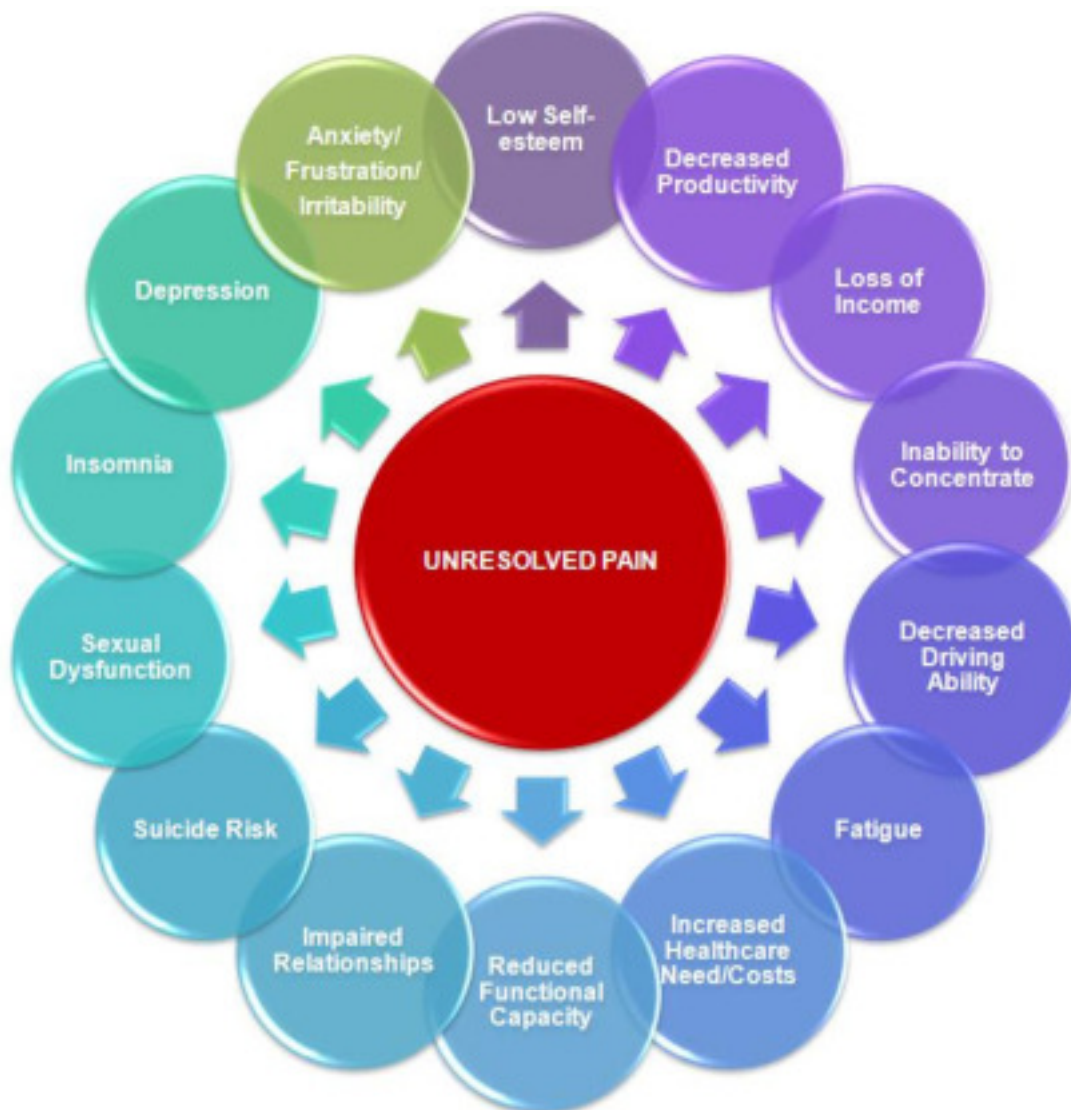 Low Self-
esteem
Decreased
Productivity
Loss of
Income
Inability to
Concentrate
Decreased
Driving
Ability
Fatigue
Increased
Healthcare
Need/Costs
Reduced
Functional
Capacity
Impaired
Relationships
Suicide Risk
Sexual
Dysfunction
Insomnia
Depression
Anxiety/
Frustration/
Irritability
UNRESOLVED PAIN